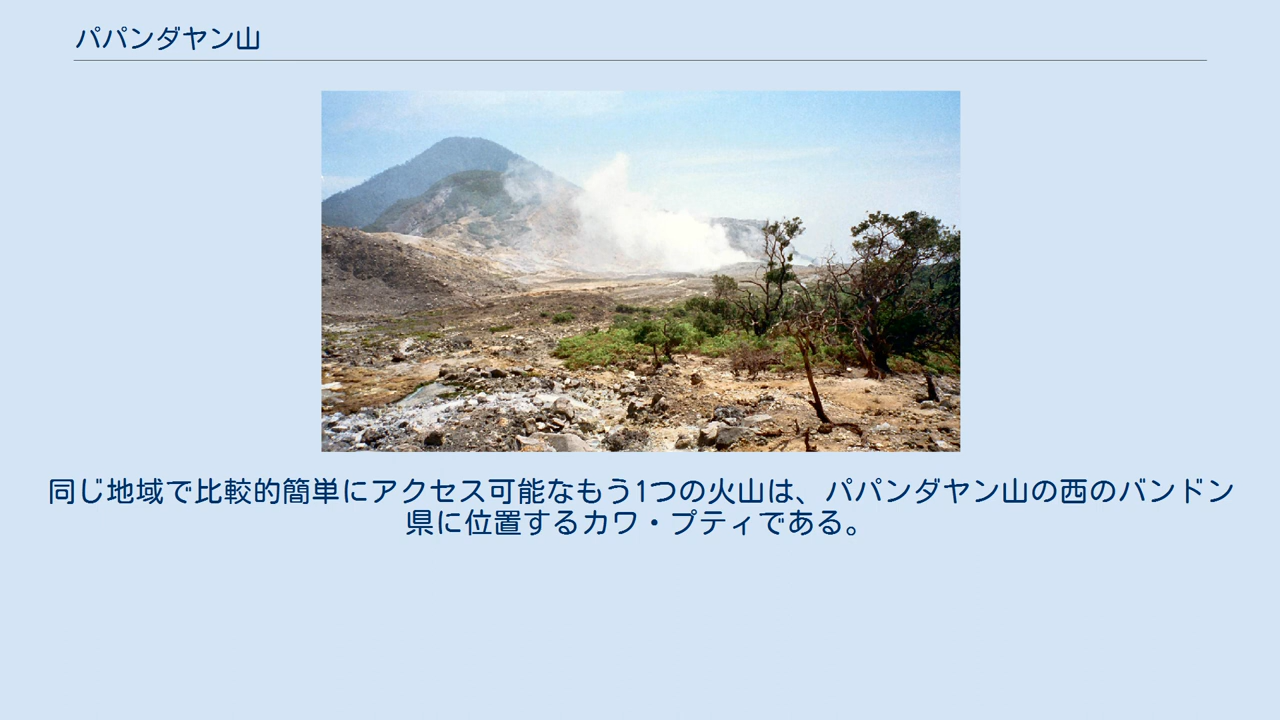 パパンダヤン山
同じ地域で比較的簡単にアクセス可能なもう1つの火山は、パパンダヤン山の西のバンドン
県に位置するカワ・プティである。